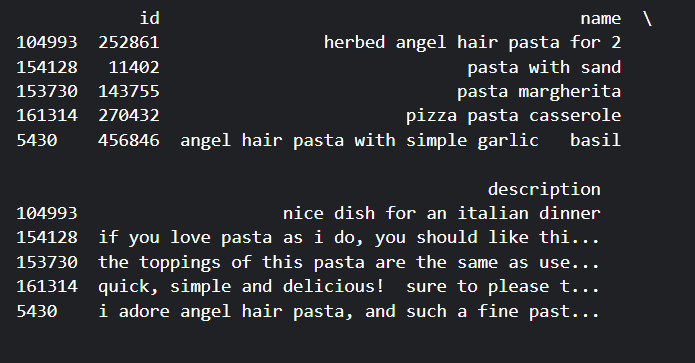 id name \
104993 252861 herbed angel hair pasta for 2
154128 11402 pasta with sand
153730 143755 pasta margherita
161314 270432 pizza pasta casserole
5430 456846 angel hair pasta with simple garlic   basil
description
104993 nice dish for an italian dinner
154128 if you love pasta as i do, you should like thi...
153730 the toppings of this pasta are the same as use...
161314 quick, simple and delicious!  sure to please t...
5430 i adore angel hair pasta, and such a fine past...